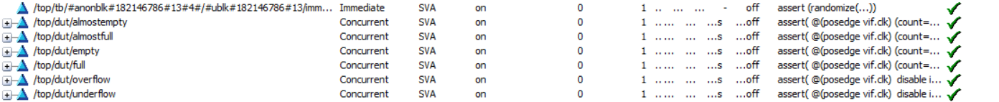 /top/tb/#anonblk#182146786#13#4#/#ublk#182146786#13/imm... Immediate SVA on 0 1 .. ... ... - off assert (randomize(...))
/top/dut/almostempty Concurrent SVA on 0 1 ..... ... ...s ...off assert( @(posedge vif.clk) (count=...
/top/dut/almostfull Concurrent SVA on 0 1 ..... ... ...s ...off assert( @(posedge vif.clk) (count=...
/top/dut/empty Concurrent SVA on 0 1 ..... ... ...s ...off assert( @(posedge vif.clk) (count=...
/top/dut/full Concurrent SVA on 0 1 ..... ... ...s ...off assert( @(posedge vif.clk) (count=...
/top/dut/overflow Concurrent SVA on 0 1 ..... ... ...s ...off assert( @(posedge vif.clk) disable i...
/top/dut/underflow Concurrent SVA on 0 1 ..... ... ...s ...off assert( @(posedge vif.clk) disable i...